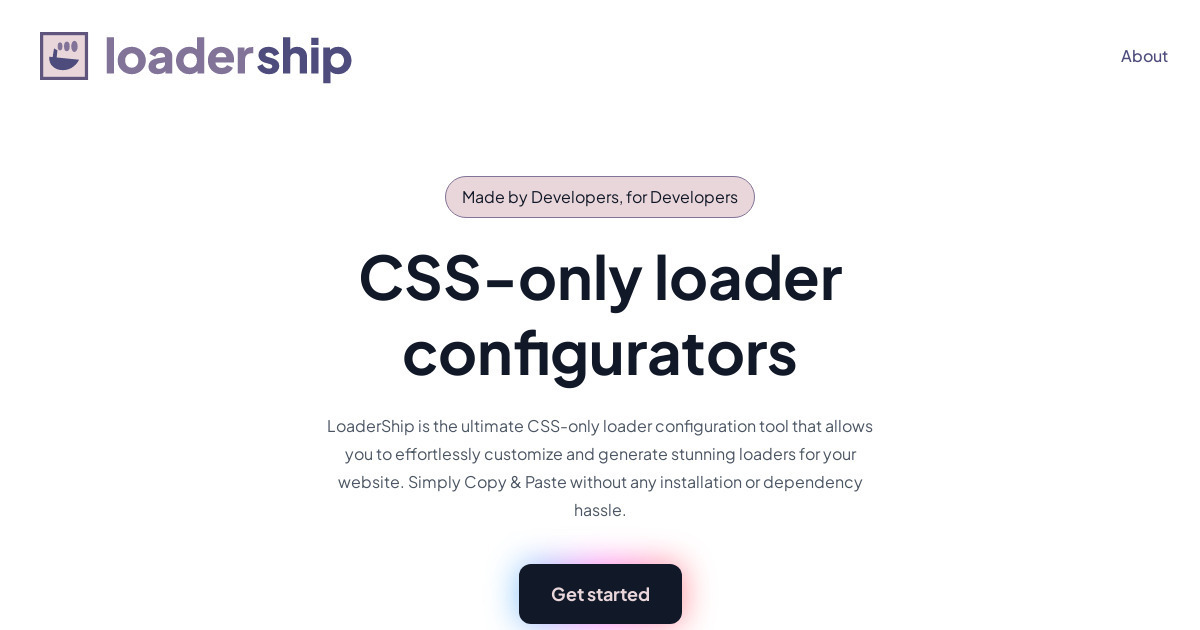 loadership
About
Made by Developers, for Developers
CSS-only loader
configurators
LoaderShip is the ultimate CSS-only loader configuration tool that allows
you to effortlessly customize and generate stunning loaders for your
website. Simply Copy & Paste without any installation or dependency
hassle.
Get started